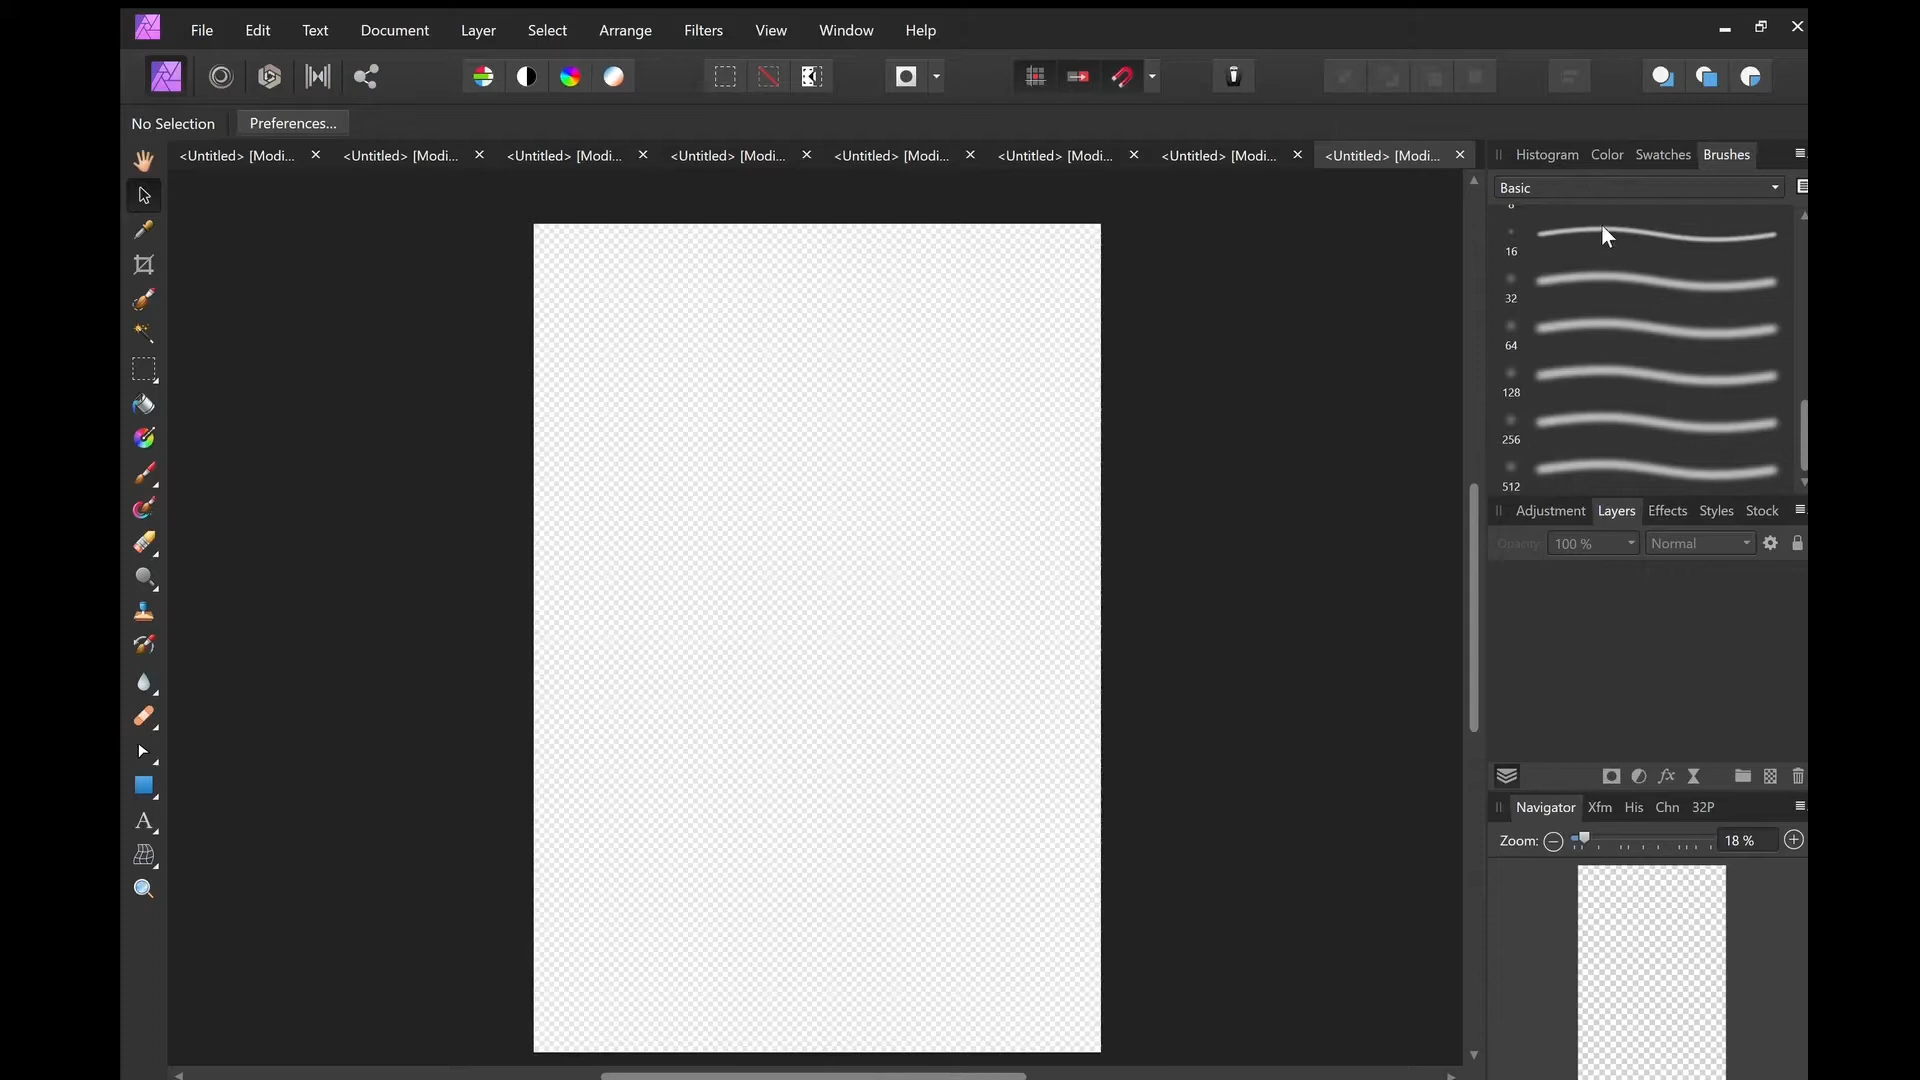 File Edit Text Document Layer Select Arrange Filters View Window Help
No Selection Preferences...
<Untitled> [Modi... <Untitled> [Modi... <Untitled> [Modi... <Untitled> [Modi... <Untitled> [Modi... <Untitled> [Modi... <Untitled> [Modi... <Untitled> [Modi...
Histogram Color Swatches Brushes
Basic
8
16
32
64
128
256
512
Adjustment Layers Effects Styles Stock
Opacity: 100 % Normal
Navigator Xfm His Chn 32P
Zoom: 18 %